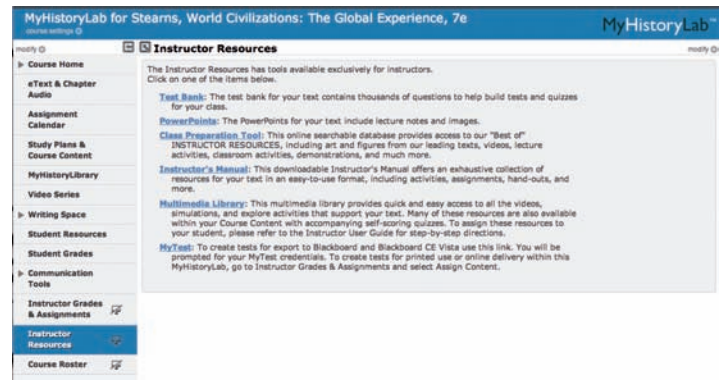 MyHistoryLab for Stearns, World Civilizations: The Global Experience, 7e
course settings
MyHistoryLab™
modify
Instructor Resources
modify
Course Home
eText & Chapter
Audio
Assignment
Calendar
Study Plans &
Course Content
MyHistoryLibrary
Video Series
Writing Space
Student Resources
Student Grades
Communication
Tools
Instructor Grades
& Assignments
Instructor
Resources
Course Roster
The Instructor Resources has tools available exclusively for instructors.
Click on one of the items below.
Test Bank: The test bank for your text contains thousands of questions to help build tests and quizzes
for your class.
PowerPoints: The PowerPoints for your text include lecture notes and images.
Class Preparation Tool: This online searchable database provides access to our "Best of"
INSTRUCTOR RESOURCES, including art and figures from our leading texts, videos, lecture
activities, classroom activities, demonstrations, and much more.
Instructor's Manual: This downloadable Instructor's Manual offers an exhaustive collection of
resources for your text in an easy-to-use format, including activities, assignments, hand-outs, and
more.
Multimedia Library: This multimedia library provides quick and easy access to all the videos,
simulations, and explore activities that support your text. Many of these resources are also available
within your Course Content with accompanying self-scoring quizzes. To assign these resources to
your student, please refer to the Instructor User Guide for step-by-step directions.
MyTest: To create tests for export to Blackboard and Blackboard CE Vista use this link. You will be
prompted for your MyTest credentials. To create tests for printed use or online delivery within this
MyHistoryLab, go to Instructor Grades & Assignments and select Assign Content.